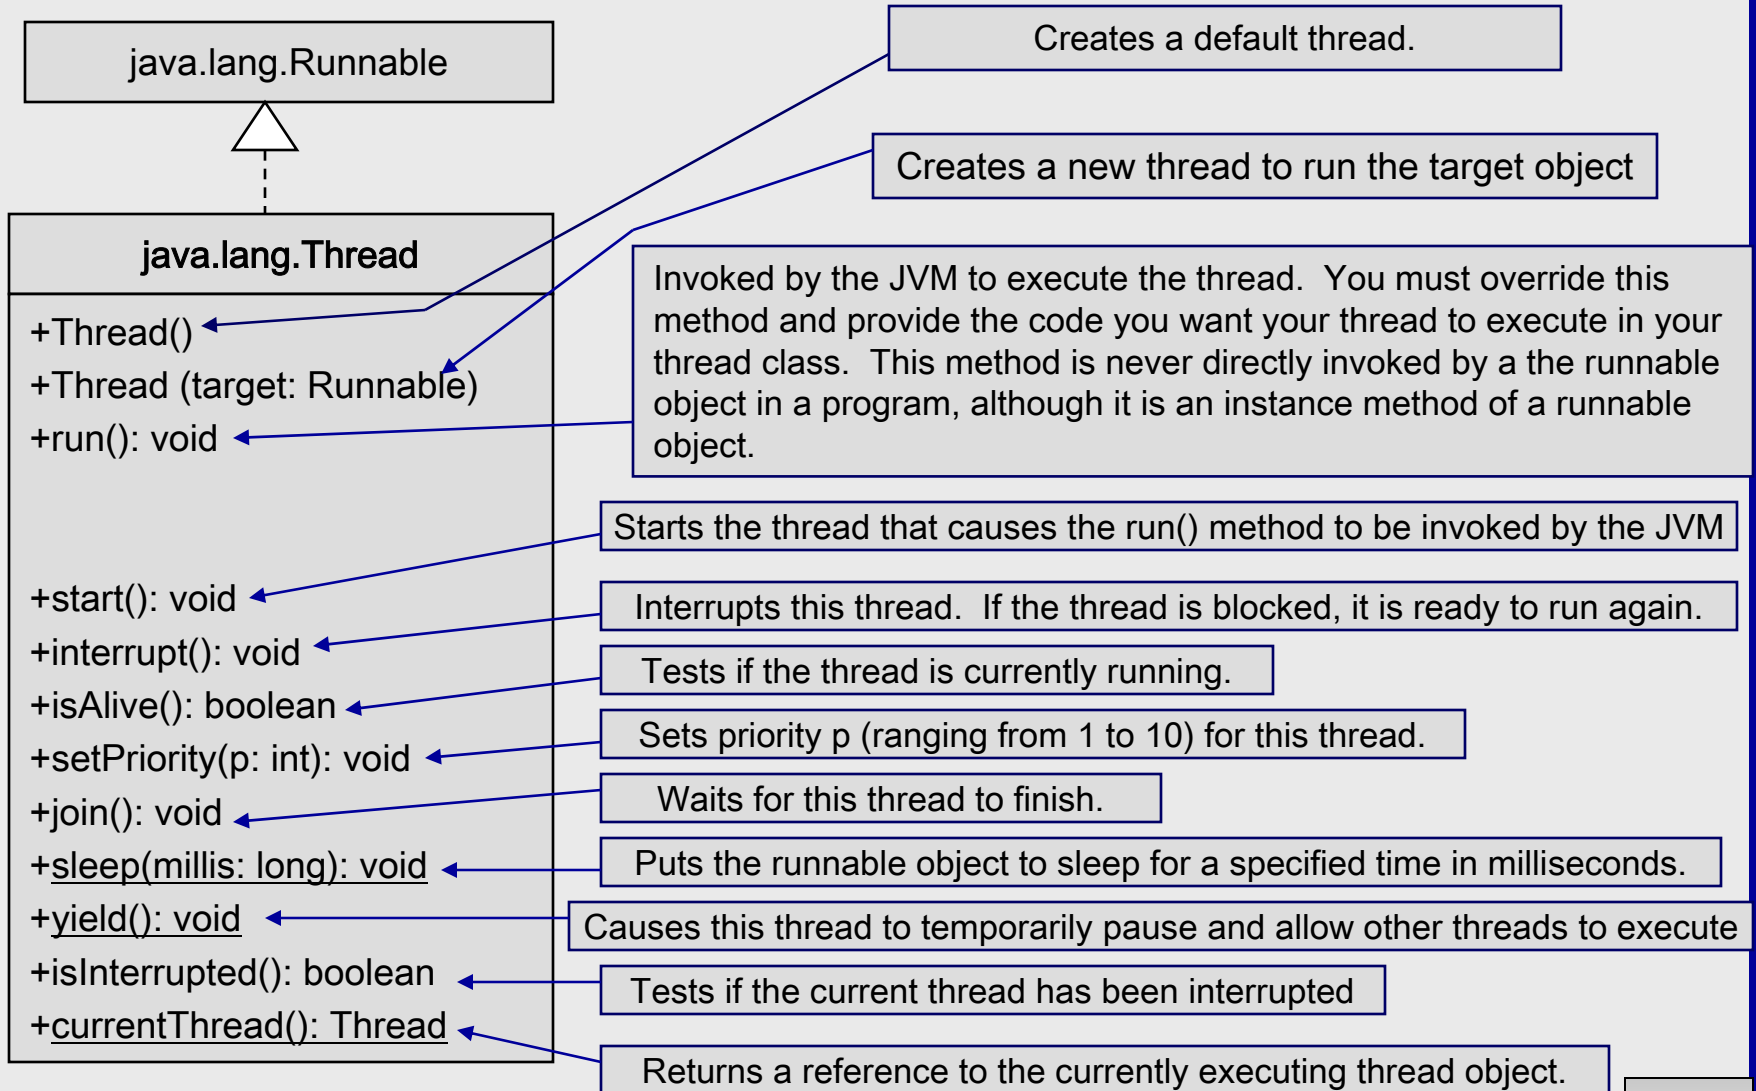 java.lang.Runnable
Creates a default thread.
Creates a new thread to run the target object
java.lang.Thread
+Thread()
+Thread (target: Runnable)
+run(): void
Invoked by the JVM to execute the thread.  You must override this
method and provide the code you want your thread to execute in your
thread class.  This method is never directly invoked by a the runnable
object in a program, although it is an instance method of a runnable
object.
Starts the thread that causes the run() method to be invoked by the JVM
+start(): void
Interrupts this thread.  If the thread is blocked, it is ready to run again.
+interrupt(): void
Tests if the thread is currently running.
+isAlive(): boolean
Sets priority p (ranging from 1 to 10) for this thread.
+setPriority(p: int): void
Waits for this thread to finish.
+join(): void
Puts the runnable object to sleep for a specified time in milliseconds.
+sleep(millis: long): void
Causes this thread to temporarily pause and allow other threads to execute
+yield(): void
+isInterrupted(): boolean
Tests if the current thread has been interrupted
+currentThread(): Thread
Returns a reference to the currently executing thread object.